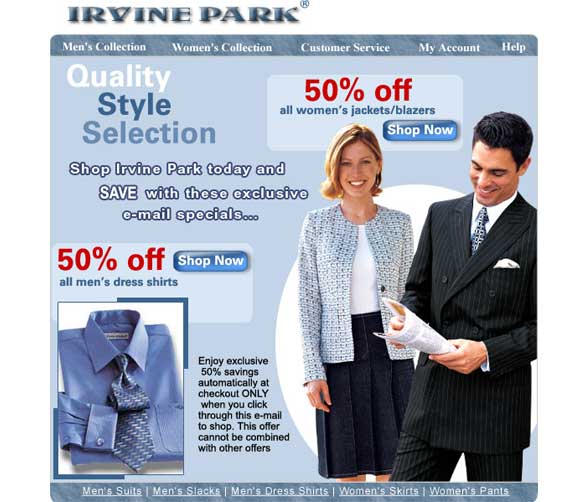 IRVINE PARK®
Men's Collection Women's Collection Customer Service My Account Help
Quality
Style
Selection
50% off
all women's jackets/blazers
Shop Now
Shop Irvine Park today and
SAVE with these exclusive
e-mail specials...
50% off Shop Now
all men's dress shirts
Enjoy exclusive
50% savings
automatically at
checkout ONLY
when you click
through this e-mail
to shop. This offer
cannot be combined
with other offers
Men's Suits | Men's Slacks | Men's Dress Shirts | Women's Skirts | Women's Pants